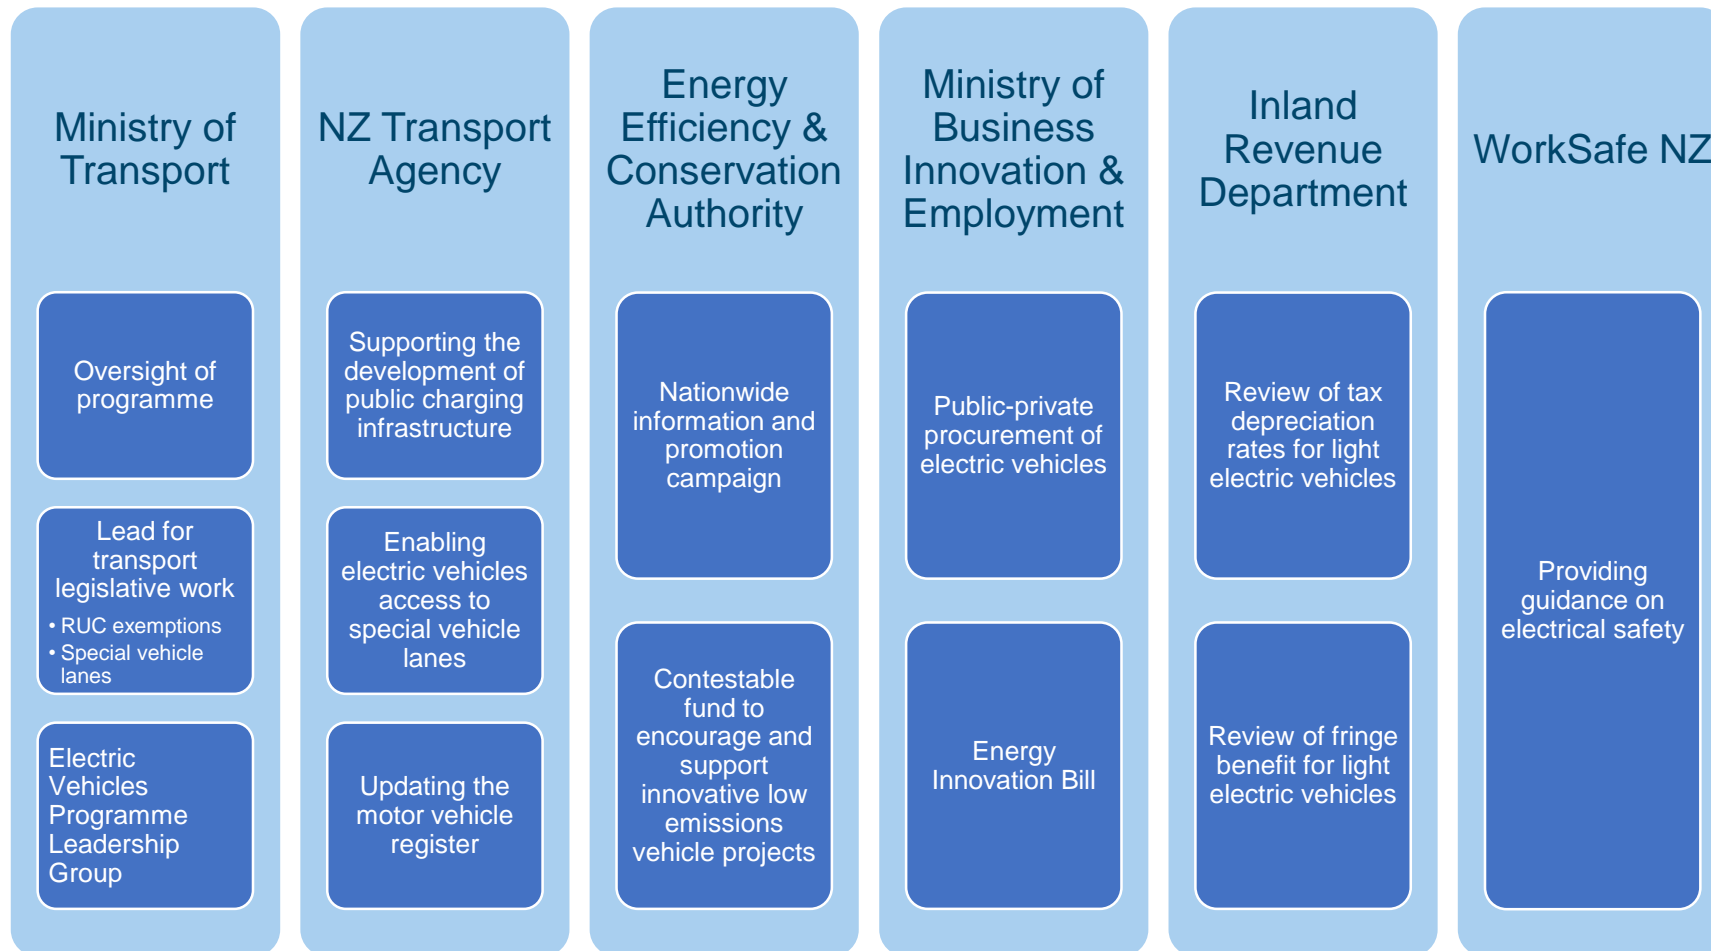 Ministry of
Transport
Oversight of
programme
Lead for
transport
legislative work
• RUC exemptions
• Special vehicle
lanes
Electric
Vehicles
Programme
Leadership
Group
NZ Transport
Agency
Supporting the
development of
public charging
infrastructure
Enabling
electric vehicles
access to
special vehicle
lanes
Updating the
motor vehicle
register
Energy
Efficiency &
Conservation
Authority
Nationwide
information and
promotion
campaign
Contestable
fund to
encourage and
support
innovative low
emissions
vehicle projects
Ministry of
Business
Innovation &
Employment
Public-private
procurement of
electric vehicles
Energy
Innovation Bill
Inland
Revenue
Department
Review of tax
depreciation
rates for light
electric vehicles
Review of fringe
benefit for light
electric vehicles
WorkSafe NZ
Providing
guidance on
electrical safety